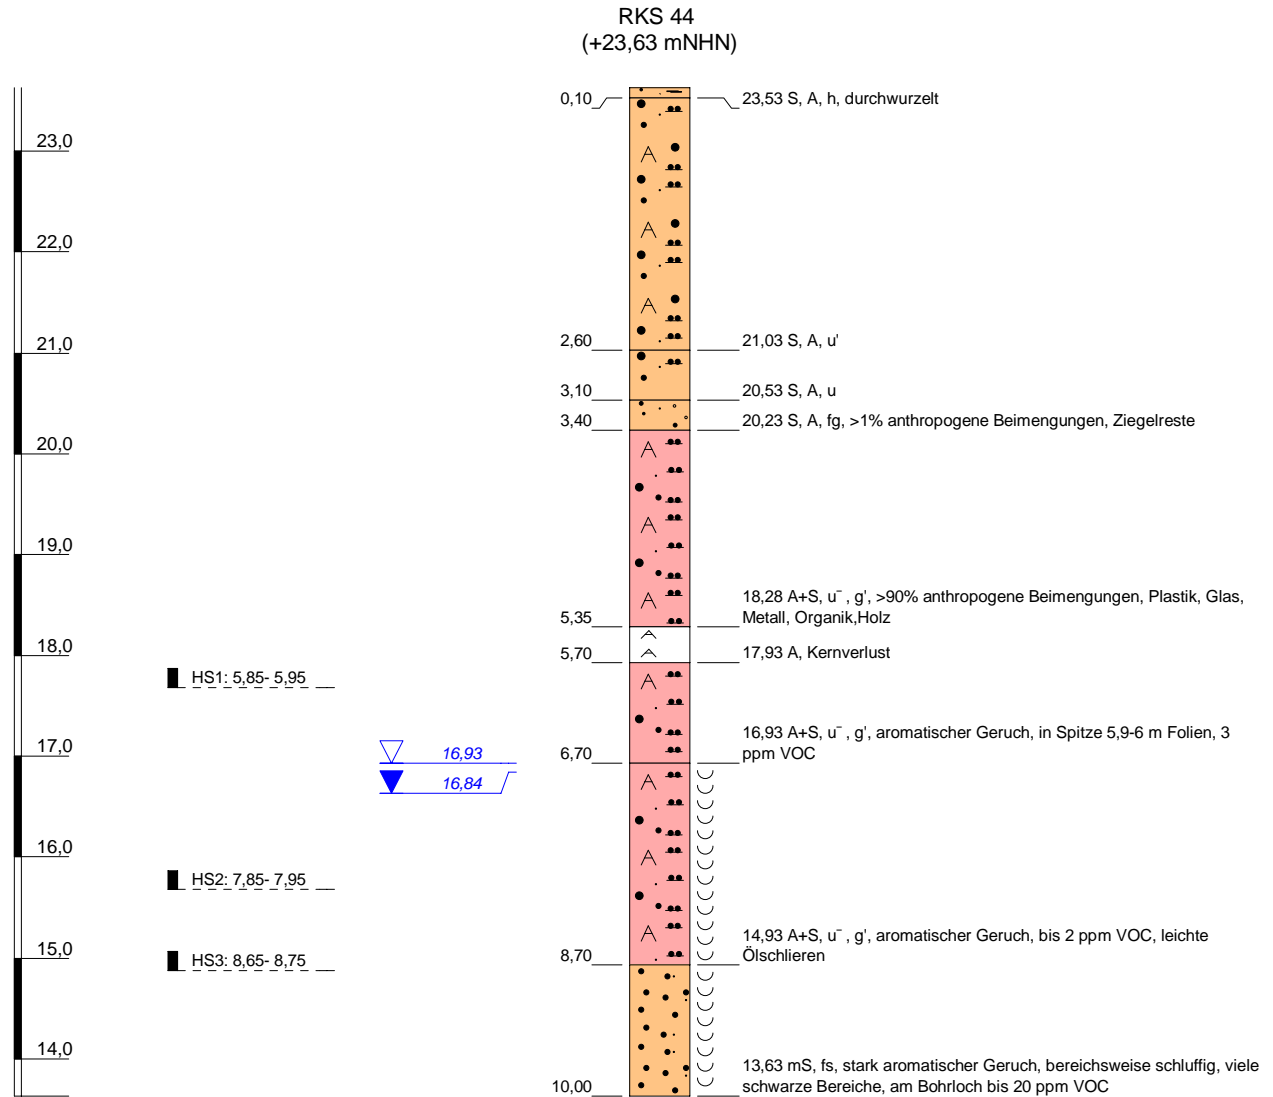 RKS 44
(+23,63 mNHN)
0,10
23,53 S, A, h, durchwurzelt
23,0
22,0
2,60
21,03 S, A, u'
21,0
3,10
20,53 S, A, u
3,40
20,23 S, A, fg, >1% anthropogene Beimengungen, Ziegelreste
20,0
19,0
18,28 A+S, u¯ , g', >90% anthropogene Beimengungen, Plastik, Glas,
5,35
Metall, Organik,Holz
18,0
5,70
17,93 A, Kernverlust
HS1: 5,85- 5,95
16,93 A+S, u¯ , g', aromatischer Geruch, in Spitze 5,9-6 m Folien, 3
17,0
16,93
6,70
ppm VOC
16,84
16,0
HS2: 7,85- 7,95
14,93 A+S, u¯ , g', aromatischer Geruch, bis 2 ppm VOC, leichte
15,0
HS3: 8,65- 8,75
8,70
Ölschlieren
14,0
13,63 mS, fs, stark aromatischer Geruch, bereichsweise schluffig, viele
10,00
schwarze Bereiche, am Bohrloch bis 20 ppm VOC